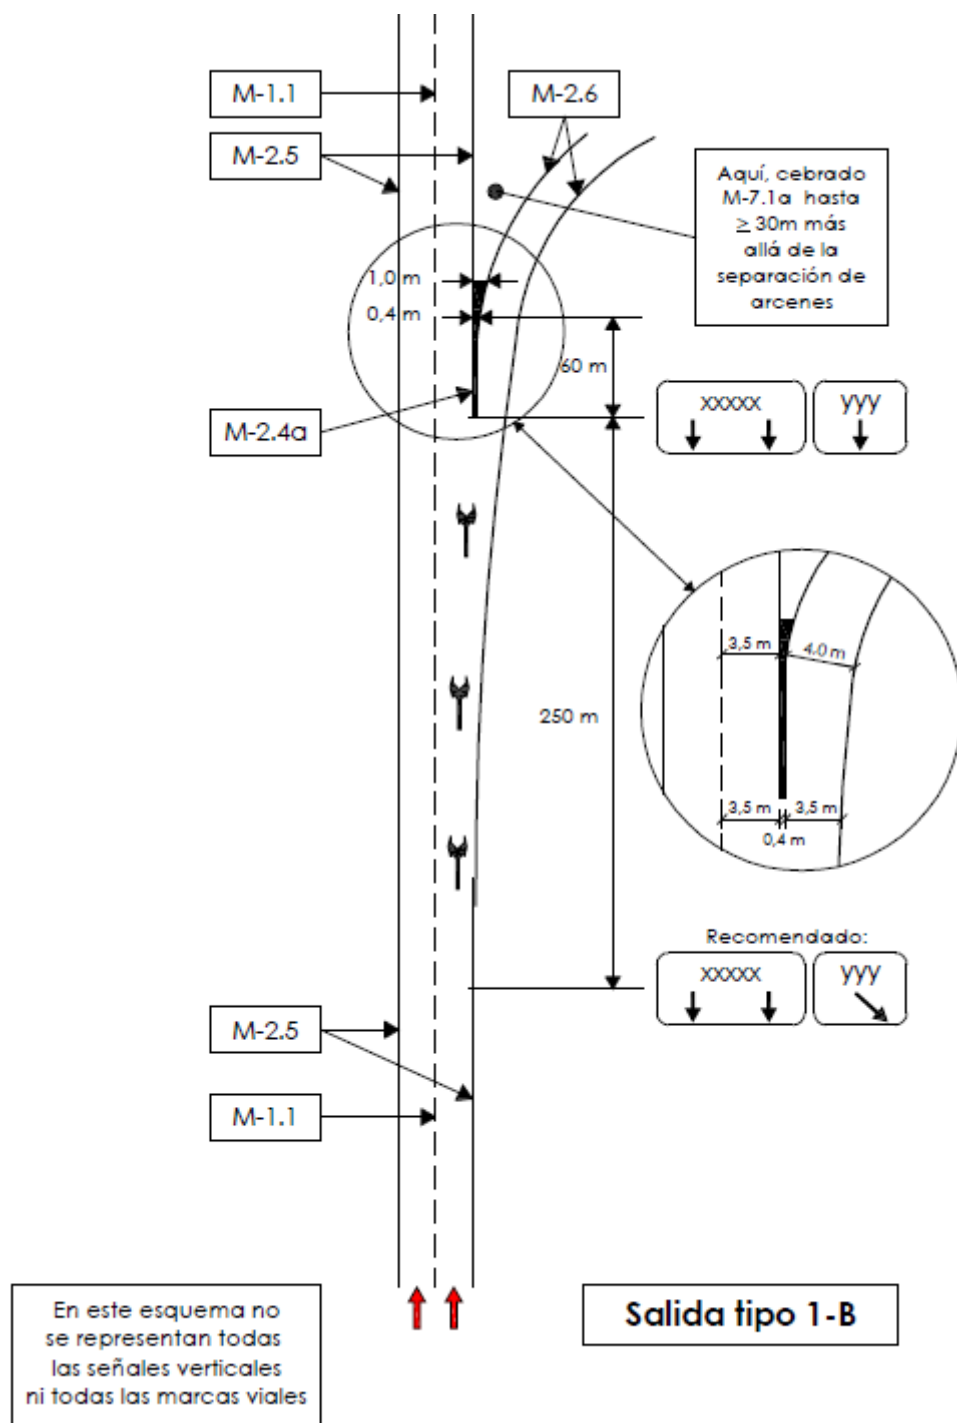 M-1.1
M-2.6
M-2.5
Aquí, cebrado
M-7.1a hasta
≥ 30m más
allá de la
separación de
arcenes
1,0 m
0,4 m
60 m
M-2.4a
xxxxx
yyy
3,5 m
4.0 m
250 m
3,5 m
3,5 m
0,4 m
Recomendado:
xxxxx
yyy
M-2.5
M-1.1
En este esquema no
se representan todas
las señales verticales
ni todas las marcas viales
Salida tipo 1-B